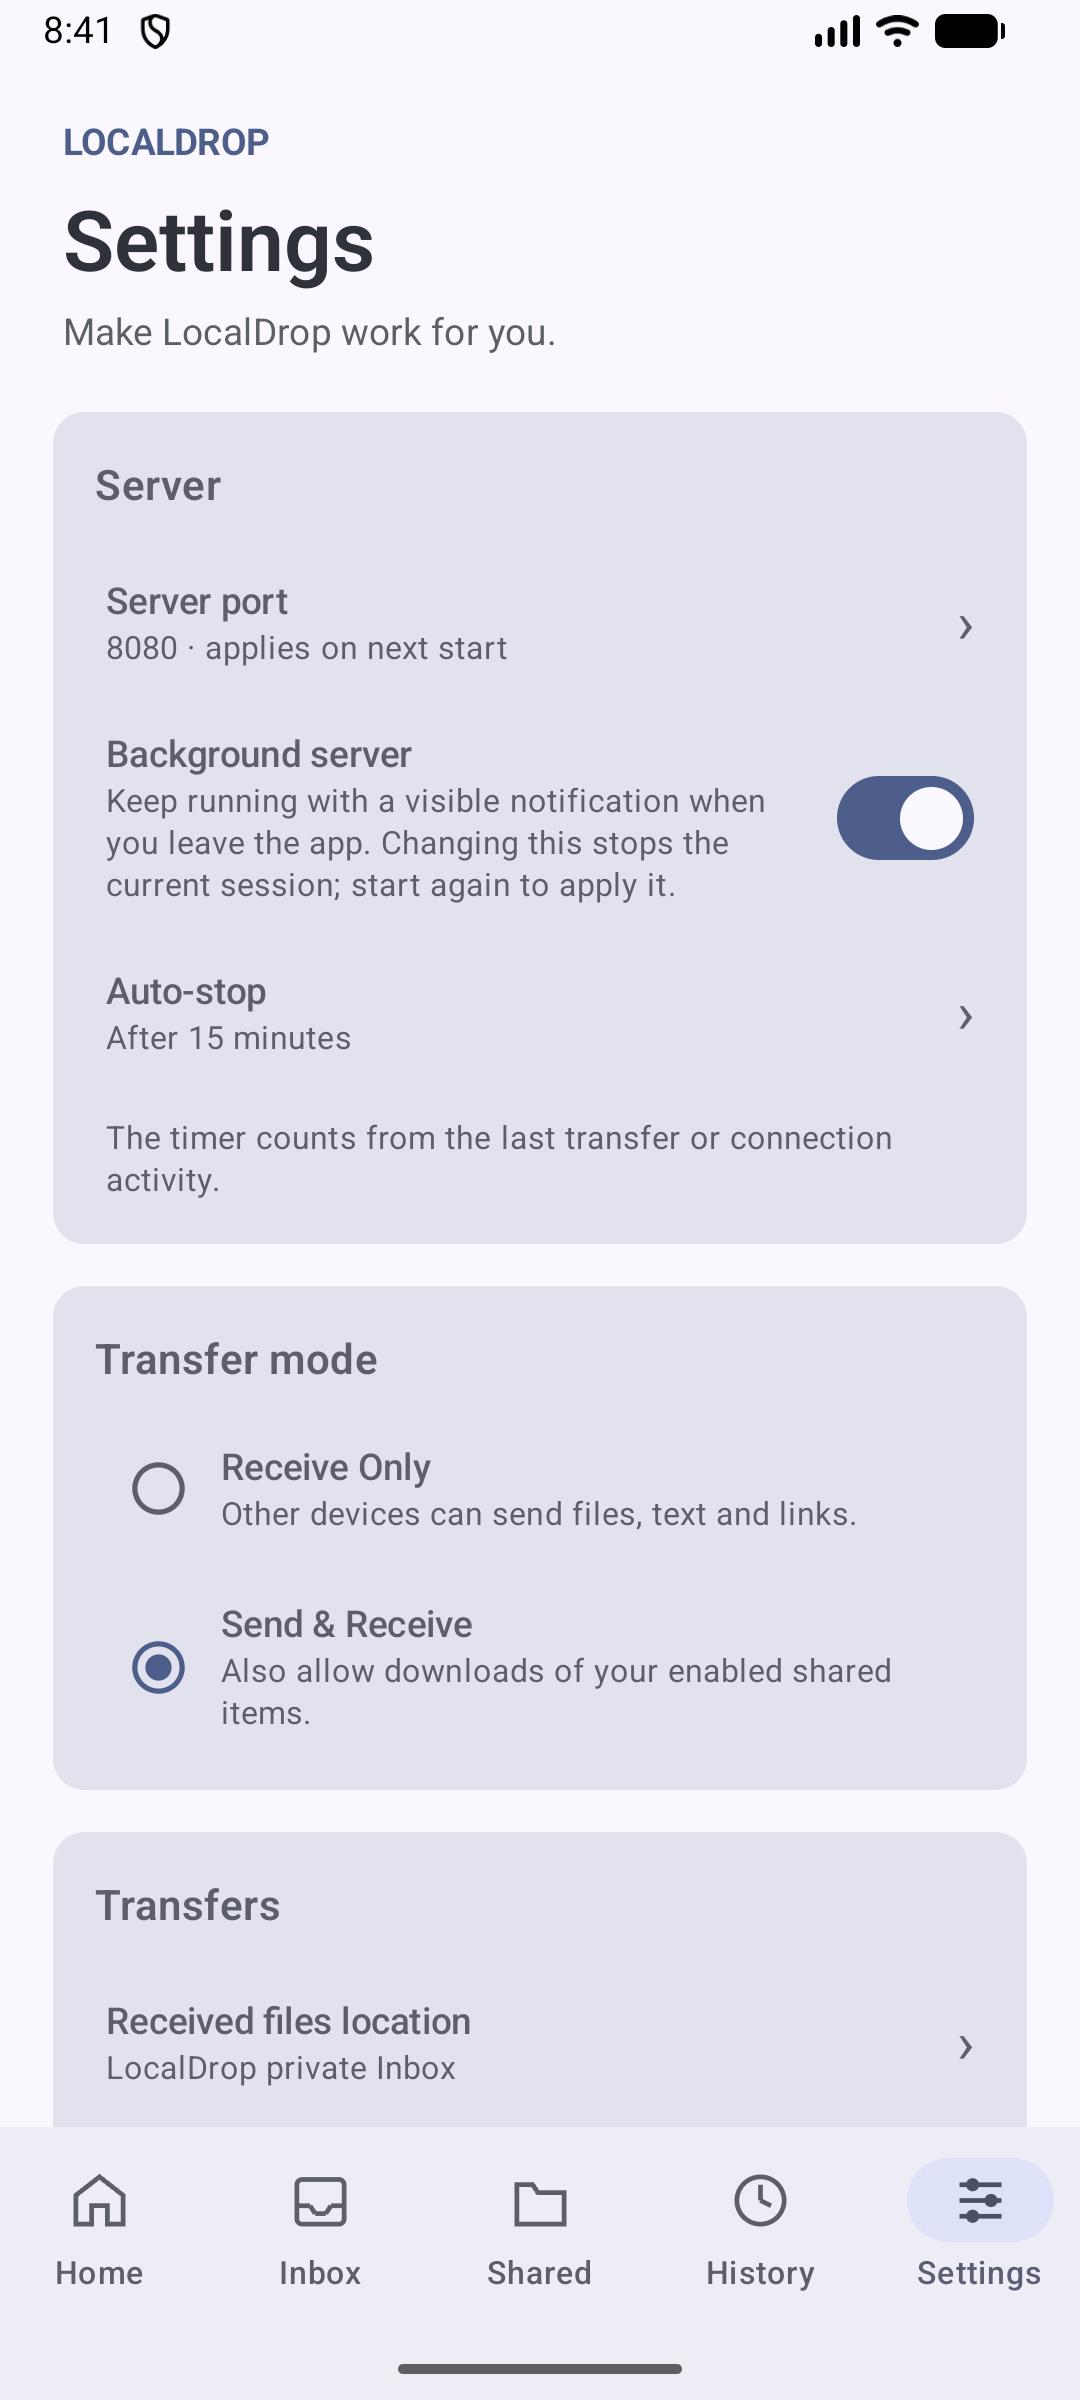 8:41
LOCALDROP
Settings
Make LocalDrop work for you.
Server
Server port
8080 · applies on next start
Background server
Keep running with a visible notification when
you leave the app. Changing this stops the
current session; start again to apply it.
Auto-stop
After 15 minutes
The timer counts from the last transfer or connection
activity.
Transfer mode
Receive Only
Other devices can send files, text and links.
Send & Receive
Also allow downloads of your enabled shared
items.
Transfers
Received files location
LocalDrop private Inbox
Home
Inbox
Shared
History
Settings